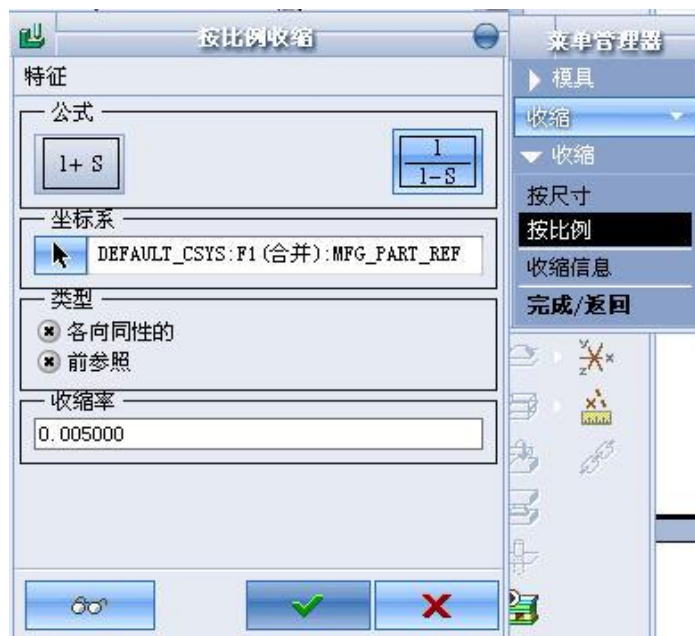 按比例收缩
特征
公式
1+ S
1
1-S
坐标系
DEFAULT_CSYS:F1(合并):MFG_PART_REF
类型
各向同性的
前参照
收缩率
0.005000
菜单管理器
模具
收缩
收缩
按尺寸
按比例
收缩信息
完成/返回